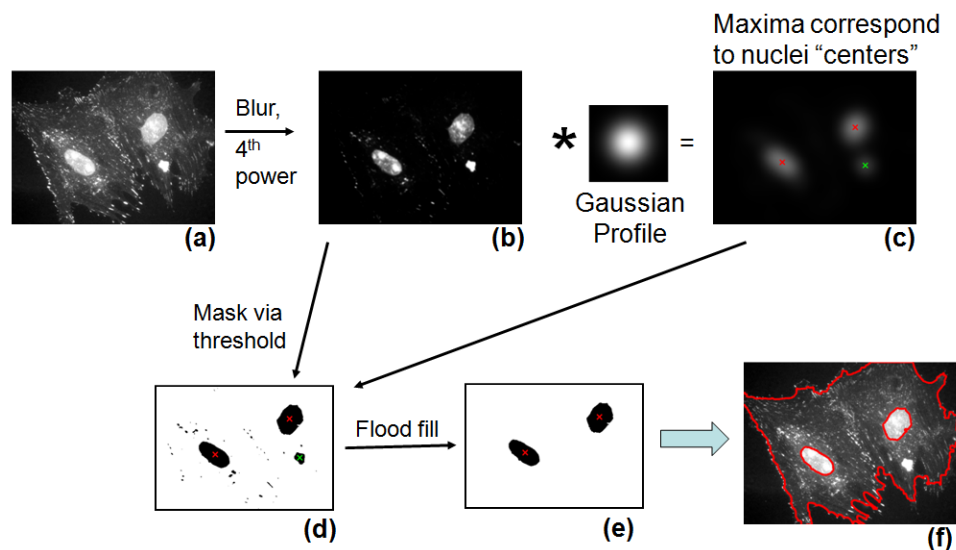 Maxima correspond
to nuclei “centers”
Blur,
4th
power
*
=
Gaussian
Profile
(a)
(b)
(c)
Mask via
threshold
Flood fill
(d)
(e)
(f)